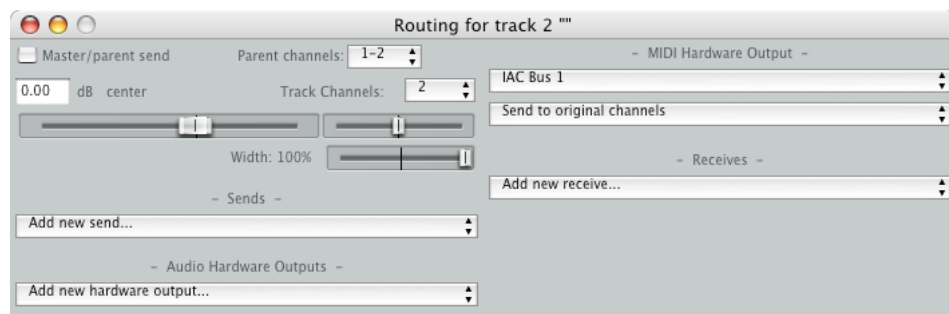 Routing for track 2 ""
Master/parent send
Parent channels: 1-2
0.00 dB center
Track Channels: 2
Width: 100%
- Sends -
Add new send...
- Audio Hardware Outputs -
Add new hardware output...
- MIDI Hardware Output -
IAC Bus 1
Send to original channels
- Receives -
Add new receive...